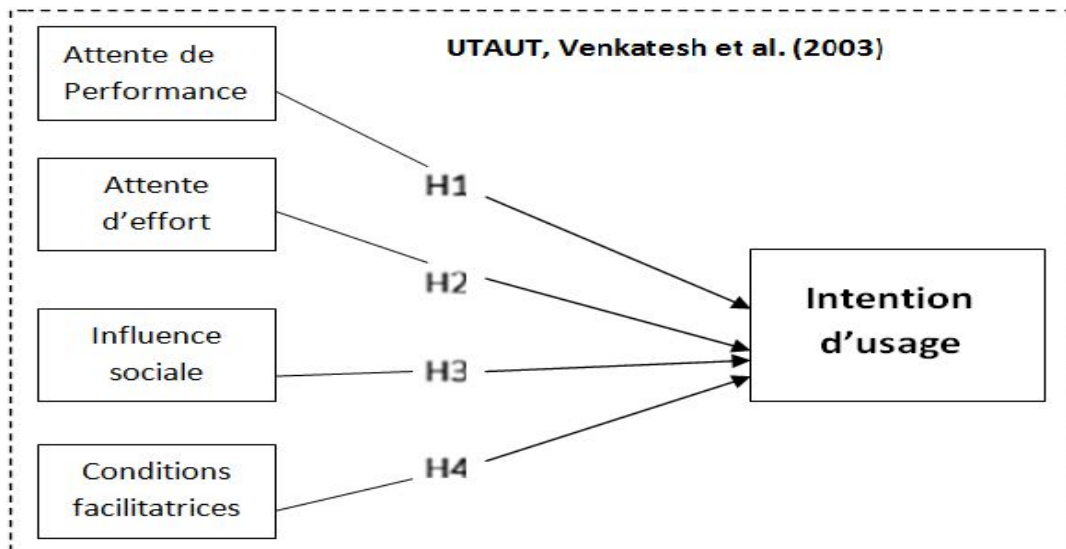 UTAUT, Venkatesh et al. (2003)
Attente de
Performance
H1
Attente
d’effort
H2
Influence
sociale
H3
Conditions
facilitatrices
H4
Intention
d’usage